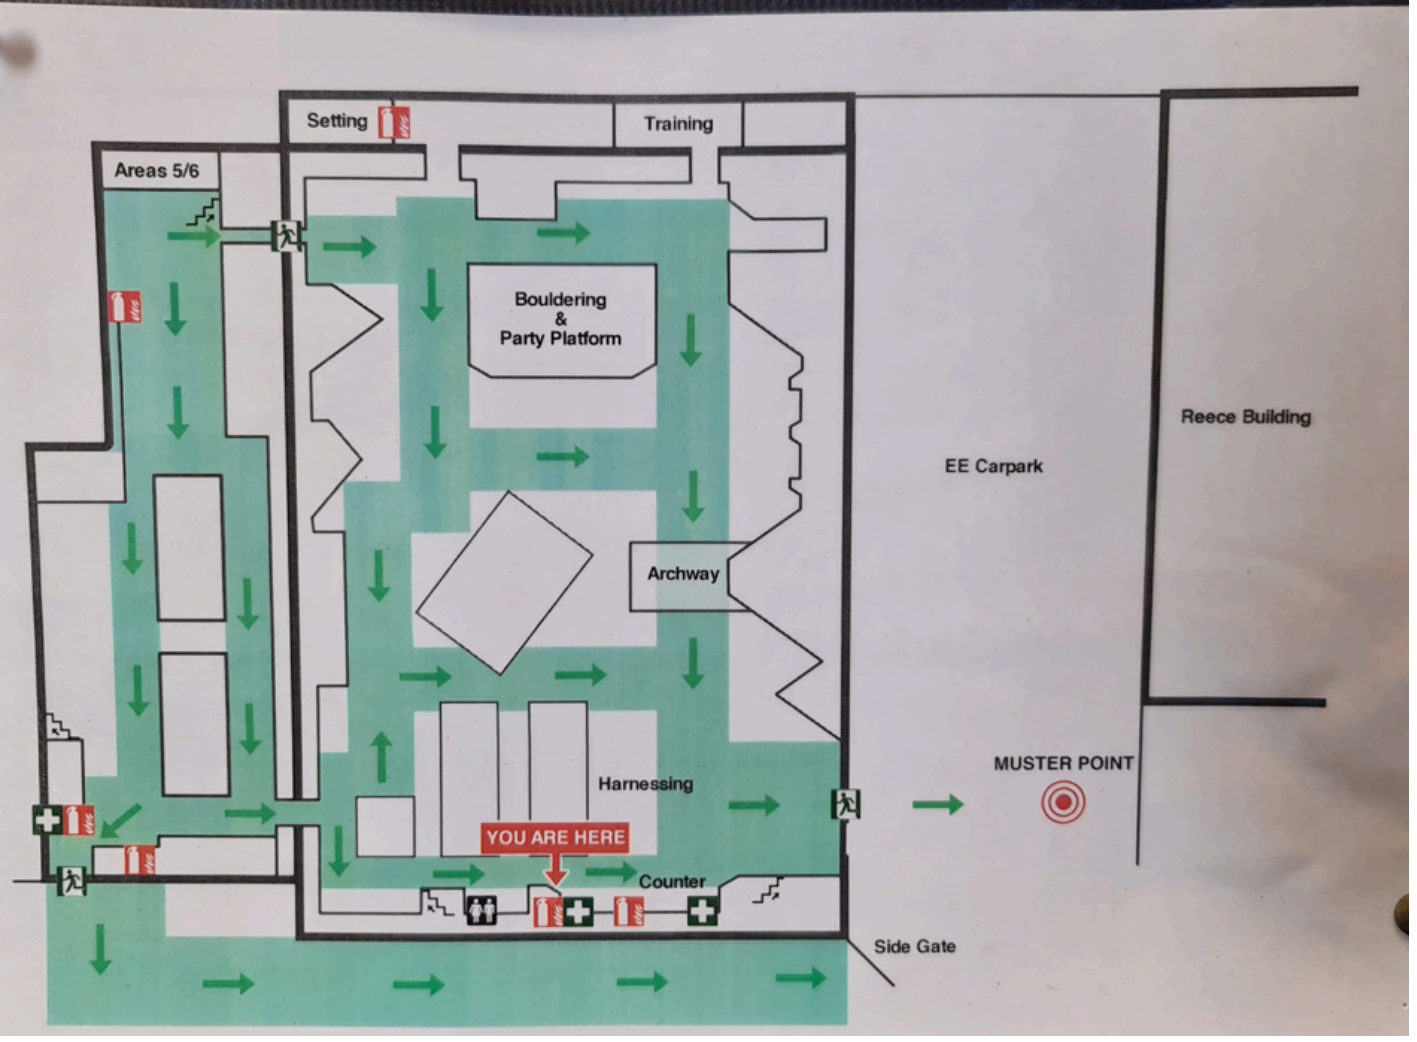 Setting
Training
Areas 5/6
Bouldering
&
Party Platform
Reece Building
EE Carpark
Archway
MUSTER POINT
Harnessing
YOU ARE HERE
Counter
Side Gate